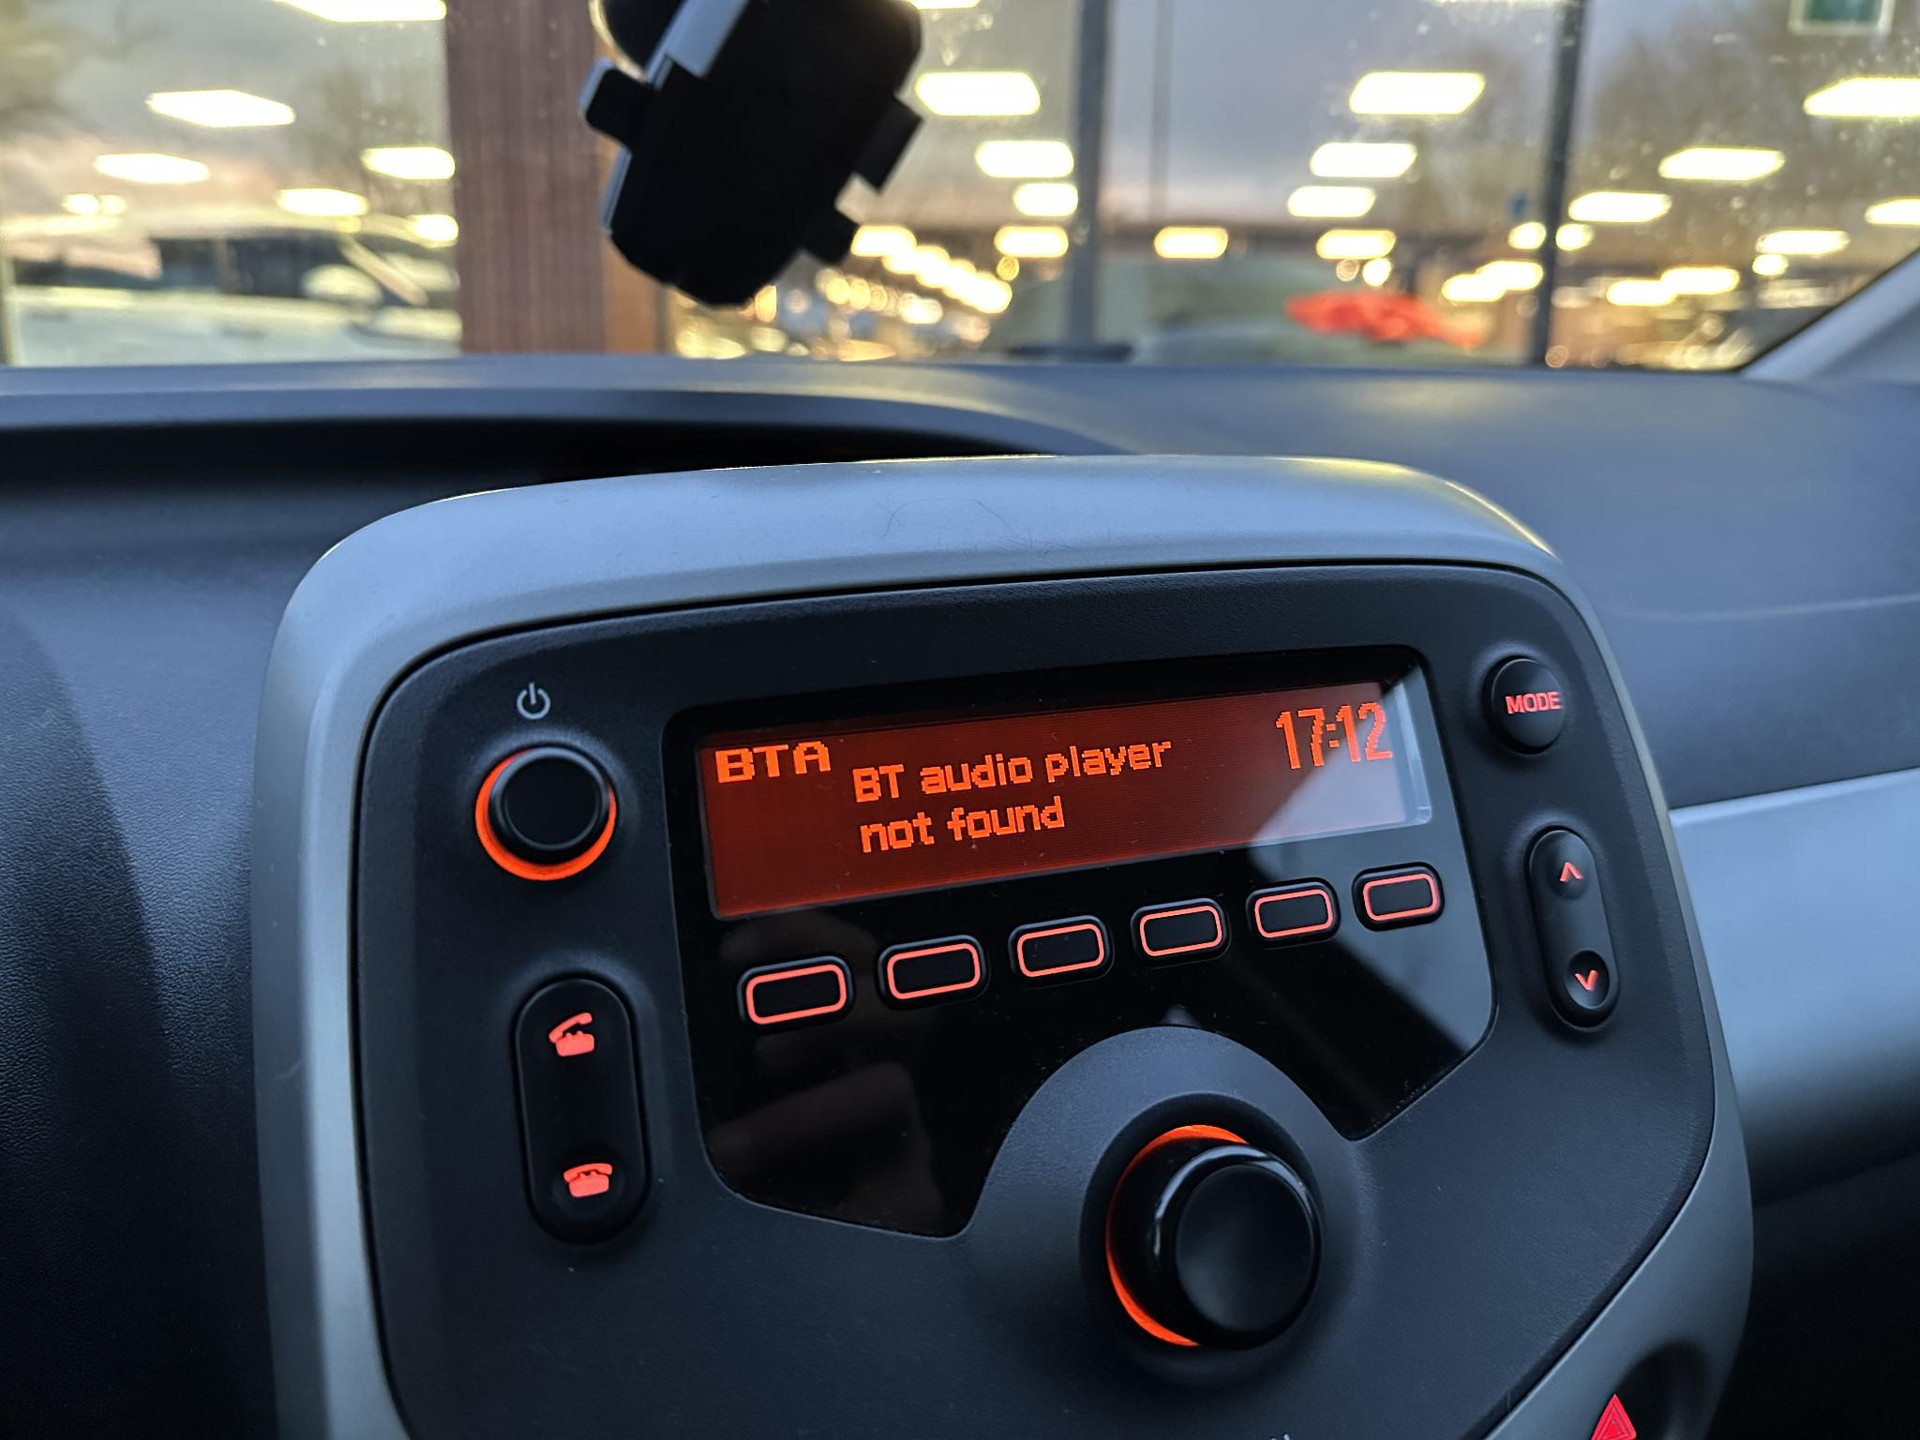 BTA
BT audio player
not found
17:12
MODE